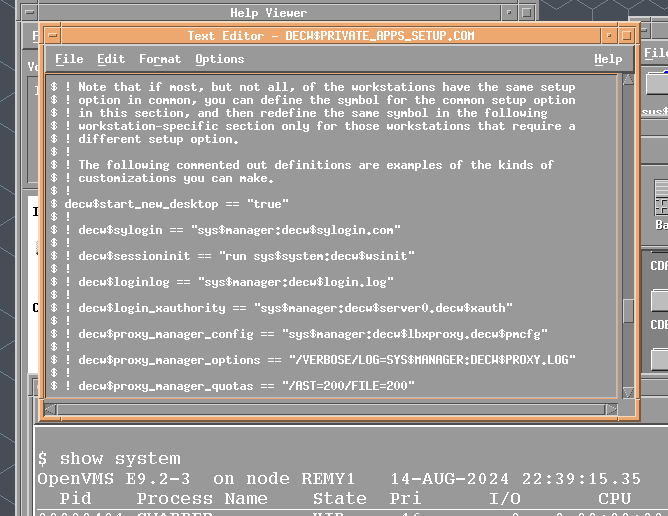 Help Viewer
Text Editor - DECW$PRIVATE_APPS_SETUP.COM
File Edit Format Options Help
$ ! Note that if most, but not all, of the workstations have the same setup
$ ! option in common, you can define the symbol for the common setup option
$ ! in this section, and then redefine the same symbol in the following
$ ! workstation-specific section only for those workstations that require a
$ ! different setup option.
$ !
$ ! The following commented out definitions are examples of the kinds of
$ ! customizations you can make.
$ !
$ decw$start_new_desktop == "true"
$ !
$ ! decw$sylogin == "sys$manager:decw$sylogin.com"
$ !
$ ! decw$sessioninit == "run sys$system:decw$wsinit"
$ !
$ ! decw$loginlog == "sys$manager:decw$login.log"
$ !
$ ! decw$login_xauthority == "sys$manager:decw$server0.decw$xauth"
$ !
$ ! decw$proxy_manager_config == "sys$manager:decw$lbxproxy.decw$pmcfg"
$ !
$ ! decw$proxy_manager_options == "/VERBOSE/LOG=SYS$MANAGER:DECW$PROXY.LOG"
$ !
$ ! decw$proxy_manager_quotas == "/AST=200/FILE=200"
File
sys$
Ba
CDA
CDE
$ show system
OpenVMS E9.2-3 on node REMY1 14-AUG-2024 22:39:15.35
Pid Process Name State Pri I/O CPU